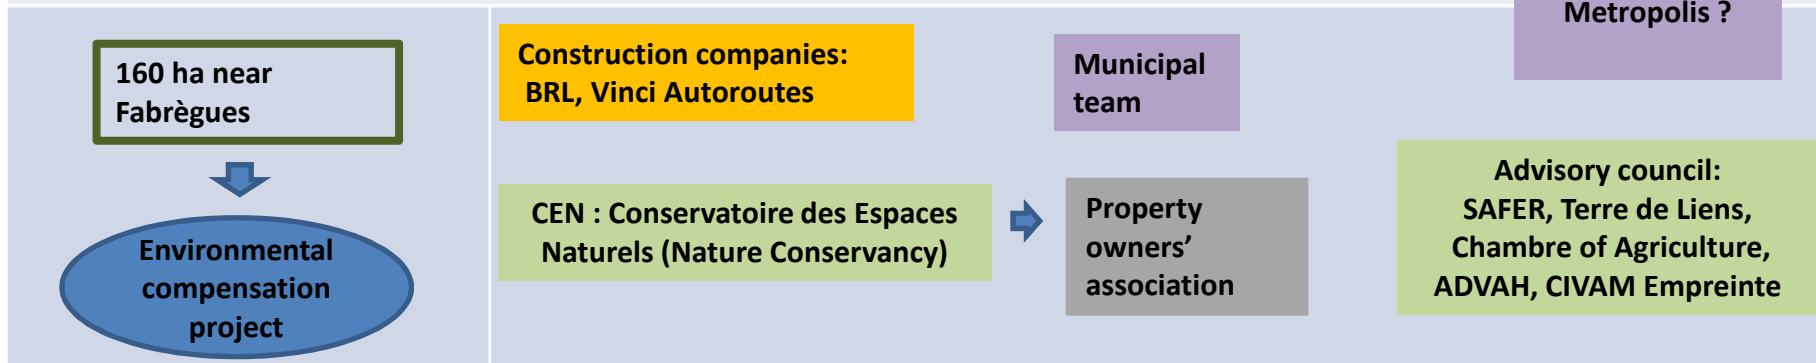 Metropolis ?
160 ha near
Fabrègues
Construction companies:
BRL, Vinci Autoroutes
Municipal
team
Environmental
compensation
project
CEN : Conservatoire des Espaces
Naturels (Nature Conservancy)
Property
owners’
association
Advisory council:
SAFER, Terre de Liens,
Chambre of Agriculture,
ADVAH, CIVAM Empreinte